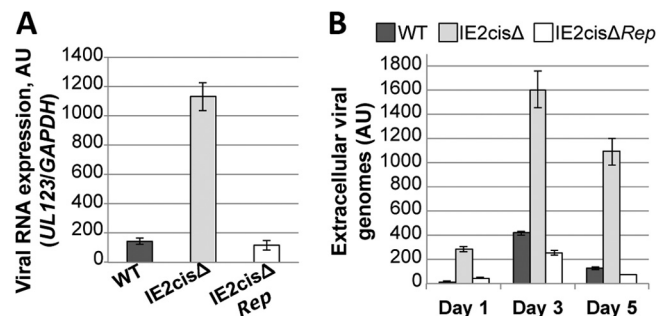 A
Viral RNA expression, AU
(UL123/GAPDH)
1400
1200
1000
800
600
400
200
0
WT
IE2cisΔ
IE2cisΔ
Rep
B
WT IE2cisΔ IE2cisΔRep
Extracellular viral
genomes (AU)
1800
1600
1400
1200
1000
800
600
400
200
0
Day 1 Day 3 Day 5